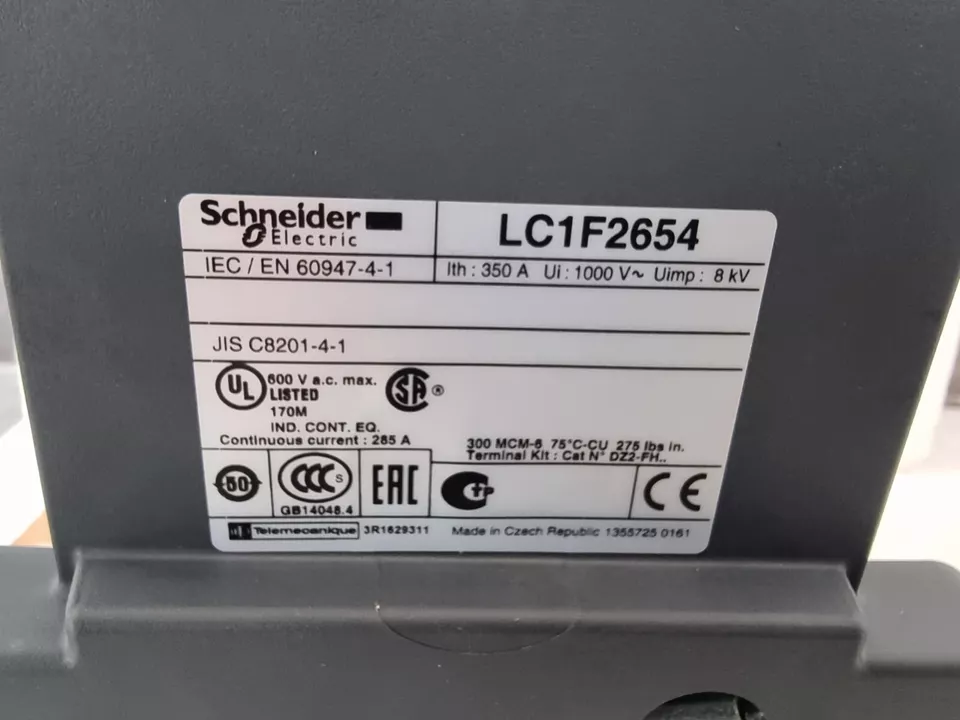 Schneider
Electric
LC1F2654
IEC / EN 60947-4-1
Ith : 350 A Ui : 1000 V~ Uimp : 8 kV
JIS C8201-4-1
UL
600 V a.c. max.
LISTED
170M
IND. CONT. EQ.
SA ®
Continuous current : 285 A
300 MCM-6 75°C-CU 275 lbs in.
Terminal Kit : Cat N° DZ2-FH..
50
CCC S
GB14048.4
EAC
CTP
CE
Telemecanique 3R1629311
Made in Czech Republic 1355725 0161